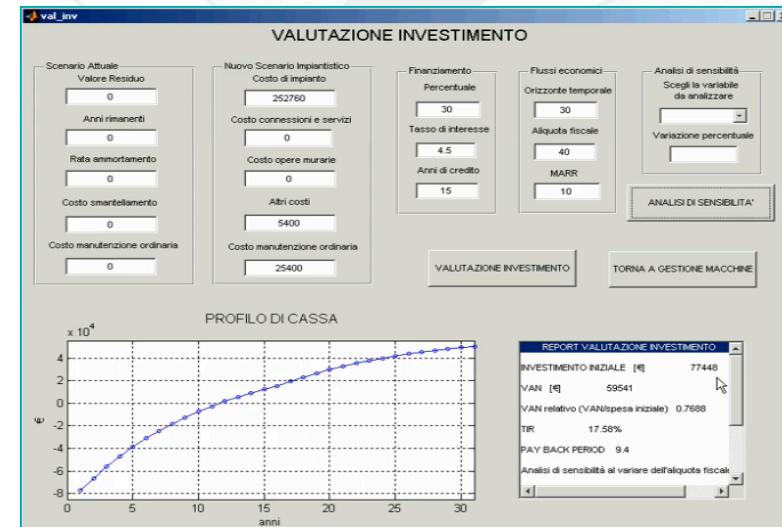 val_inv
VALUTAZIONE INVESTIMENTO
Scenario Attuale
Valore Residuo
0
Anni rimanenti
0
Rata ammortamento
0
Costo smantellamento
0
Costo manutenzione ordinaria
0
Nuovo Scenario Impiantistico
Costo di impianto
252760
Costo connessioni e servizi
0
Costo opere murarie
0
Altri costi
5400
Costo manutenzione ordinaria
25400
Finanziamento
Percentuale
30
Tasso di interesse
4.5
Anni di credito
15
Flussi economici
Orizzonte temporale
30
Aliquota fiscale
40
MARR
10
Analisi di sensibilità
Scegli la variabile
da analizzare
Variazione percentuale
ANALISI DI SENSIBILITA'
VALUTAZIONE INVESTIMENTO
TORNA A GESTIONE MACCHINE
PROFILO DI CASSA
x 10^4
4
2
0
-2
-4
-6
-8
€
0 5 10 15 20 25 30
anni
REPORT VALUTAZIONE INVESTIMENTO
INVESTIMENTO INIZIALE [€] 77448
VAN [€] 59541
VAN relativo (VAN/spesa iniziale) 0.7688
TIR 17.58%
PAY BACK PERIOD 9.4
Analisi di sensibilità al variare dell'aliquota fiscale